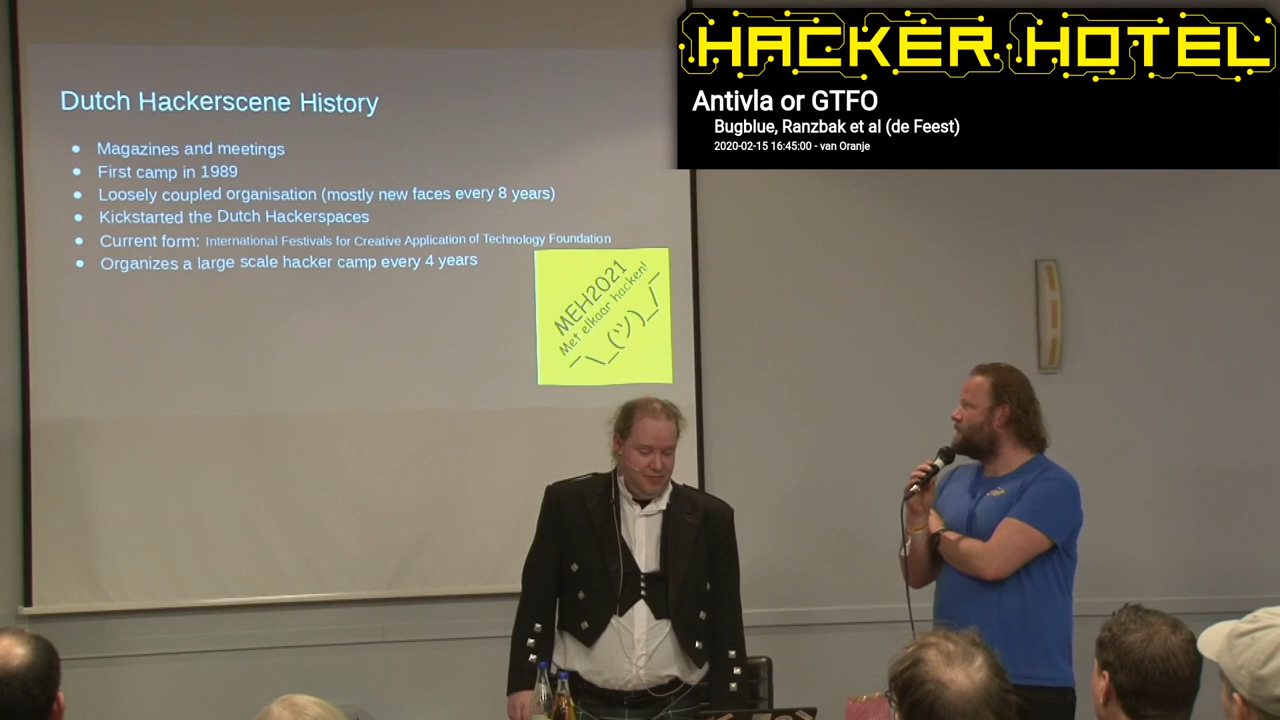 HACKER HOTEL
Antivla or GTFO
Bugblue, Ranzbak et al (de Feest)
2020-02-15 16:45:00 - van Oranje
Dutch Hackerscene History
● Magazines and meetings
● First camp in 1989
● Loosely coupled organisation (mostly new faces every 8 years)
● Kickstarted the Dutch Hackerspaces
● Current form: International Festivals for Creative Application of Technology Foundation
● Organizes a large scale hacker camp every 4 years
MEH2021
Met elkaar hacken!
¯\_(ツ)_/¯